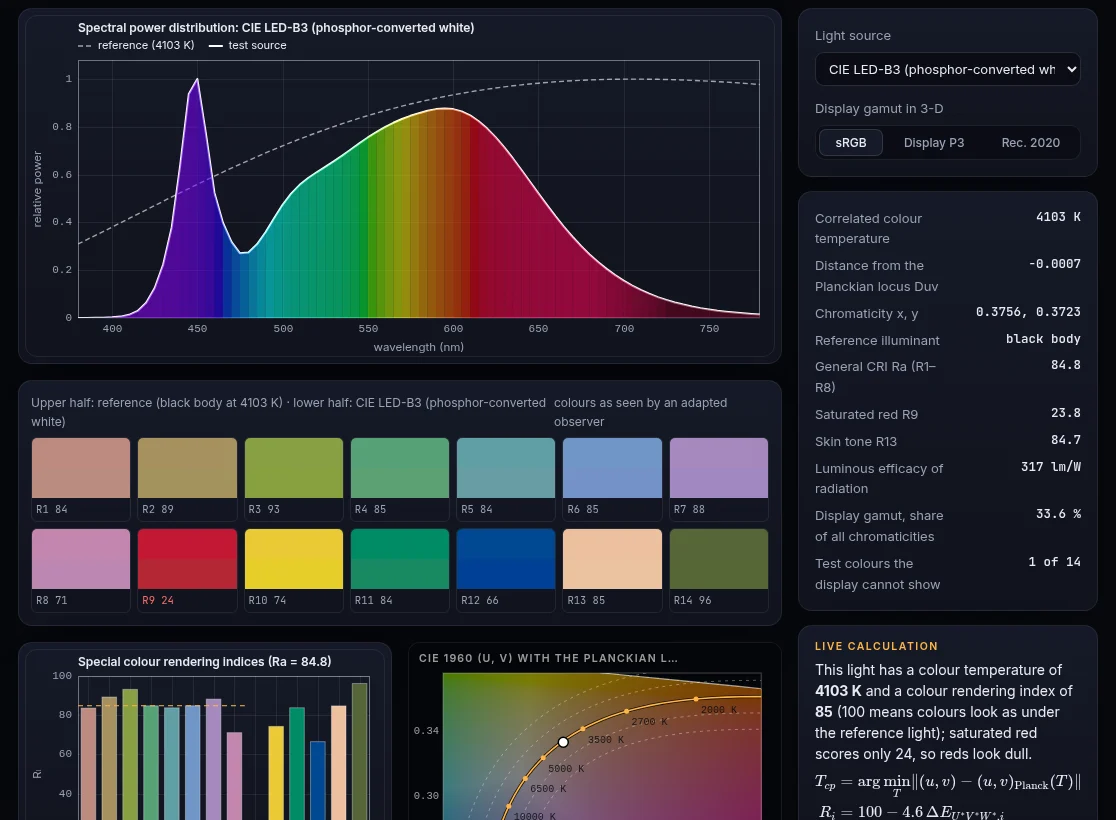 Spectral power distribution: CIE LED-B3 (phosphor-converted white)
reference (4103 K) test source
1
0.8
0.6
0.4
0.2
0
relative power
400 450 500 550 600 650 700 750
wavelength (nm)
Upper half: reference (black body at 4103 K) · lower half: CIE LED-B3 (phosphor-converted
white)
colours as seen by an adapted
observer
R1 84 R2 89 R3 93 R4 85 R5 84 R6 85 R7 88
R8 71 R9 24 R10 74 R11 84 R12 66 R13 85 R14 96
Special colour rendering indices (Ra = 84.8)
100
80
60
40
Ri
CIE 1960 (U, V) WITH THE PLANCKIAN L…
0.34
0.30
2000 K
2700 K
3500 K
5000 K
6500 K
10000 K
Light source
CIE LED-B3 (phosphor-converted wh
Display gamut in 3-D
sRGB Display P3 Rec. 2020
Correlated colour
temperature
4103 K
Distance from the
Planckian locus Duv
-0.0007
Chromaticity x, y 0.3756, 0.3723
Reference illuminant black body
General CRI Ra (R1–
R8)
84.8
Saturated red R9 23.8
Skin tone R13 84.7
Luminous efficacy of
radiation
317 lm/W
Display gamut, share
of all chromaticities
33.6 %
Test colours the
display cannot show
1 of 14
LIVE CALCULATION
This light has a colour temperature of
4103 K and a colour rendering index of
85 (100 means colours look as under
the reference light); saturated red
scores only 24, so reds look dull.
T_cp = arg min_T ‖(u, v) − (u, v)_Planck(T)‖
R_i = 100 − 4.6 ΔE_U*V*W*,i